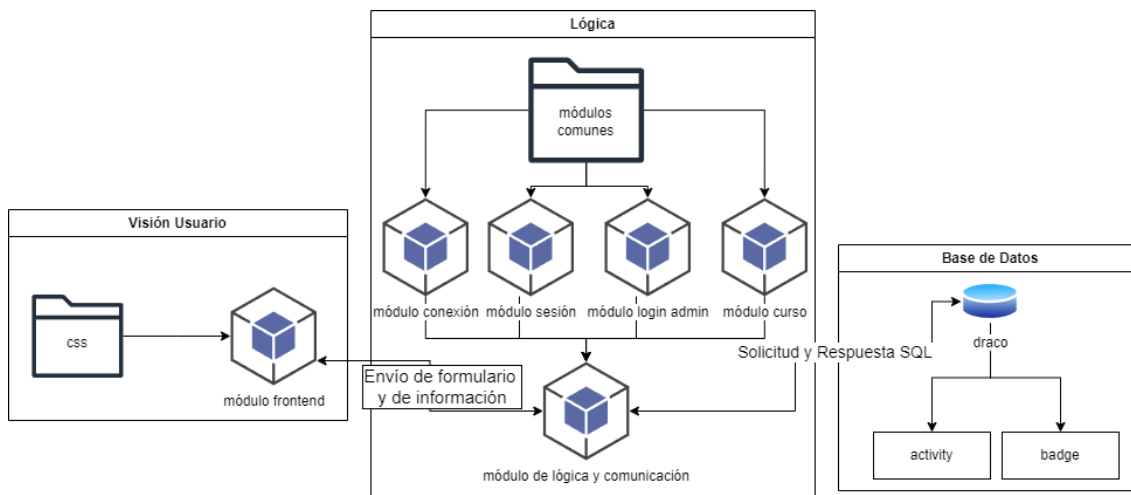 Lógica
módulos
comunes
módulo conexión
módulo sesión
módulo login admin
módulo curso
Visión Usuario
css
módulo frontend
Envío de formulario
y de información
módulo de lógica y comunicación
Solicitud y Respuesta SQL
Base de Datos
draco
activity
badge